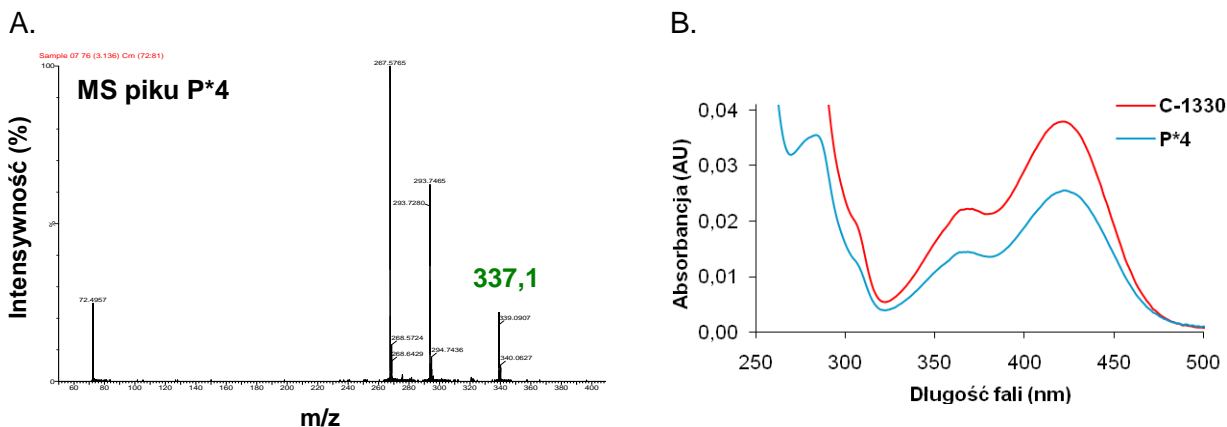 A.
Sample 07 76 (3.136) Cm (72:81)
MS piku P*4
Intensywność (%)
100
%
0
267.5765
293.7465
293.7280
337,1
72.4957
339.0907
268.5724
268.6429
294.7436
340.0627
60 80 100 120 140 160 180 200 220 240 260 280 300 320 340 360 380 400
m/z
B.
C-1330
P*4
Absorbancja (AU)
0,04
0,03
0,02
0,01
0,00
250 300 350 400 450 500
Długość fali (nm)